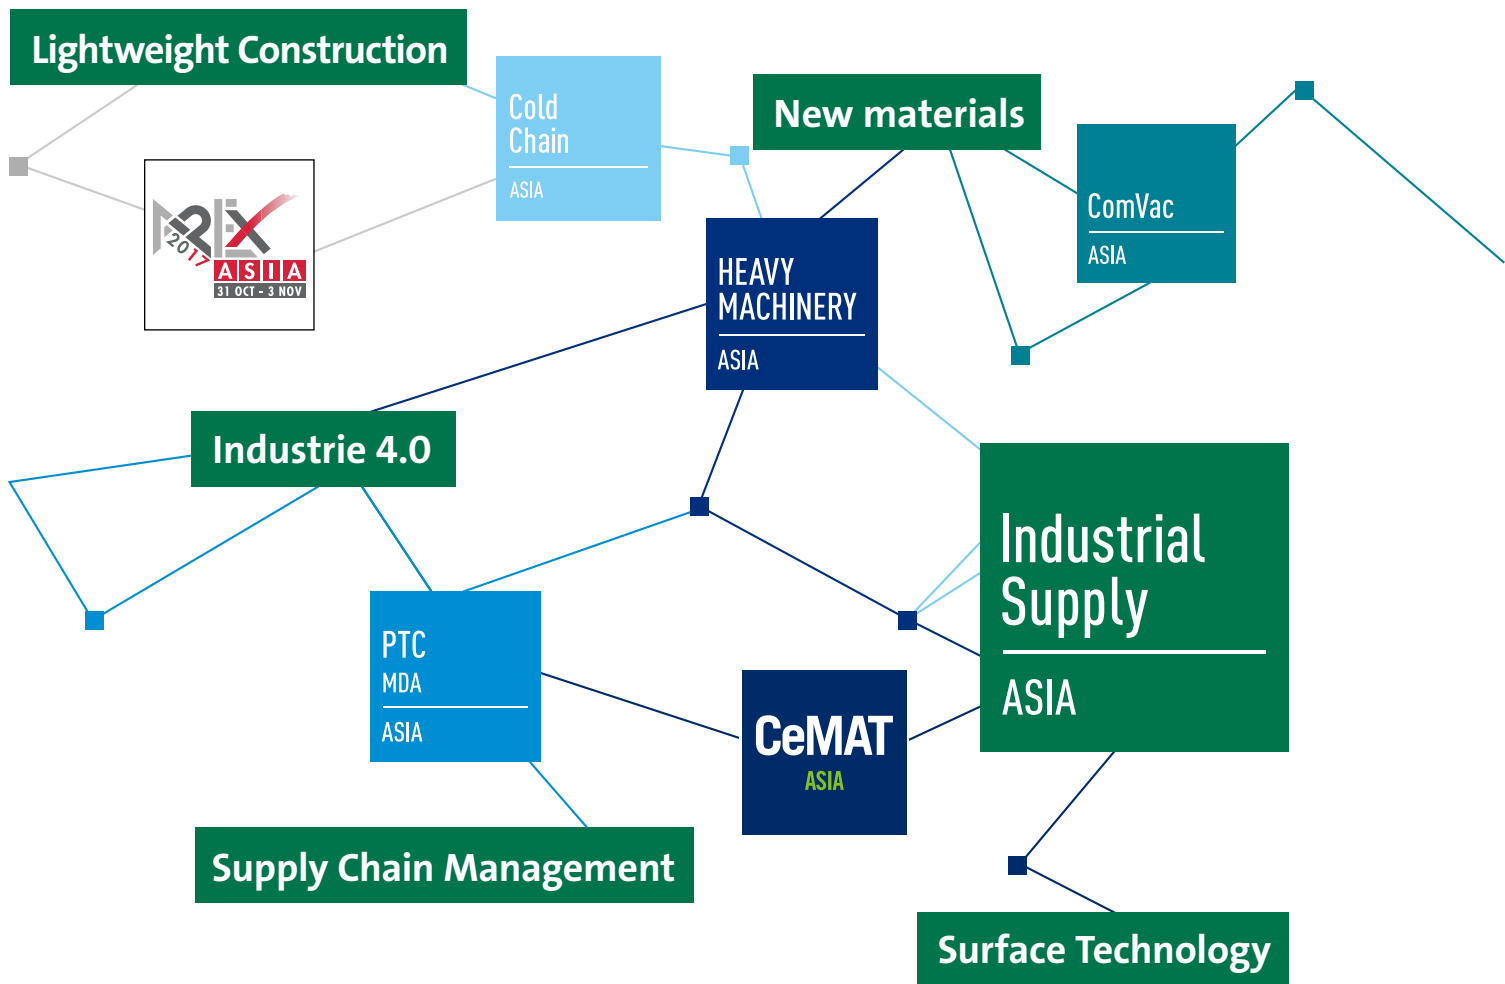 Lightweight Construction
Cold
Chain
ASIA
New materials
ComVac
ASIA
APEX
2017
ASIA
31 OCT - 3 NOV
HEAVY
MACHINERY
ASIA
Industrie 4.0
Industrial
Supply
ASIA
PTC
MDA
ASIA
CeMAT
ASIA
Supply Chain Management
Surface Technology